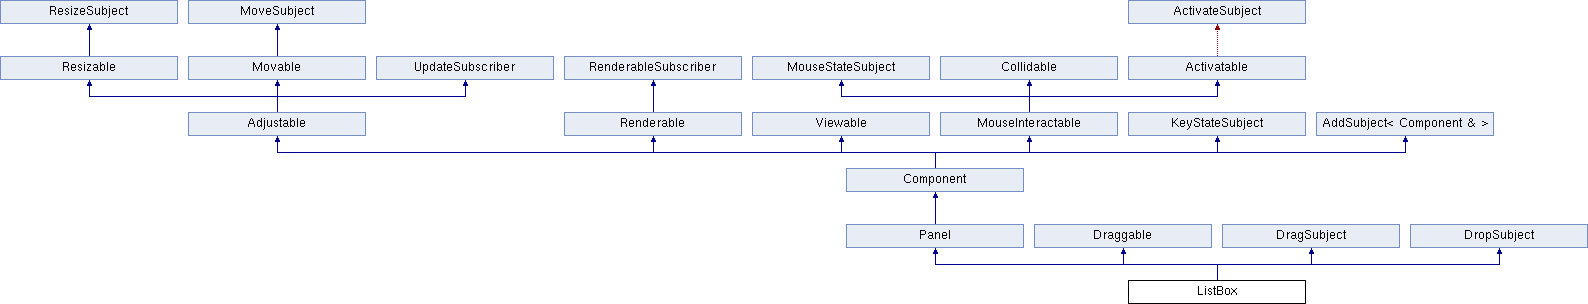 ResizeSubject MoveSubject ActivateSubject
Resizable Movable UpdateSubscriber RenderableSubscriber MouseStateSubject Collidable Activatable
Adjustable Renderable Viewable MouseInteractable KeyStateSubject AddSubject< Component & >
Component
Panel Draggable DragSubject DropSubject
ListBox